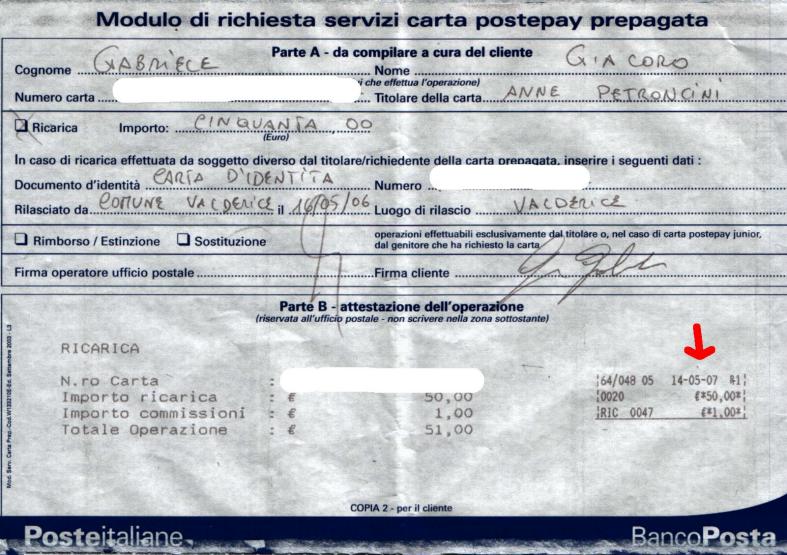 Modulo di richiesta servizi carta postepay prepagata
Parte A - da compilare a cura del cliente
Cognome GABRIELE Nome GIACORO
i che effettua l'operazione)
Numero carta Titolare della carta ANNE PETRONCINI
Ricarica Importo: CINQUANTA ,00
(Euro)
In caso di ricarica effettuata da soggetto diverso dal titolare/richiedente della carta prepagata, inserire i seguenti dati :
Documento d'identità CARTA D'IDENTITA Numero
Rilasciato da COMUNE VALDERICE il 16/05/06 Luogo di rilascio VALDERICE
Rimborso / Estinzione Sostituzione operazioni effettuabili esclusivamente dal titolare o, nel caso di carta postepay junior,
dal genitore che ha richiesto la carta
Firma operatore ufficio postale Firma cliente
Parte B - attestazione dell'operazione
(riservata all'ufficio postale - non scrivere nella zona sottostante)
RICARICA
N.ro Carta :
Importo ricarica : € 50,00
Importo commissioni : € 1,00
Totale Operazione : € 51,00
64/048 05 14-05-07 &1
0020 €*50,00*
RIC 0047 €*1,00*
COPIA 2 - per il cliente
Posteitaliane
BancoPosta